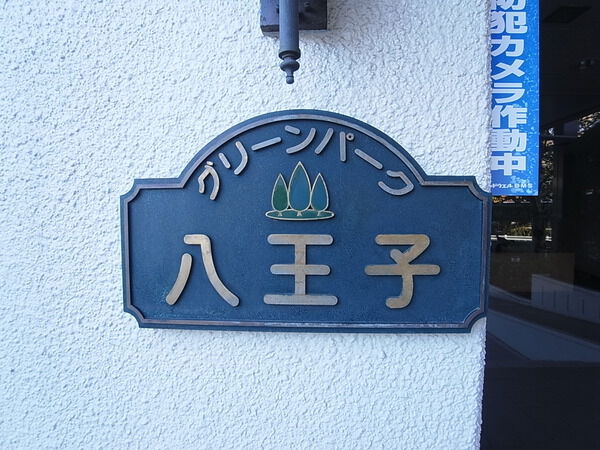 グリーンパーク
八王子
防犯カメラ作動中